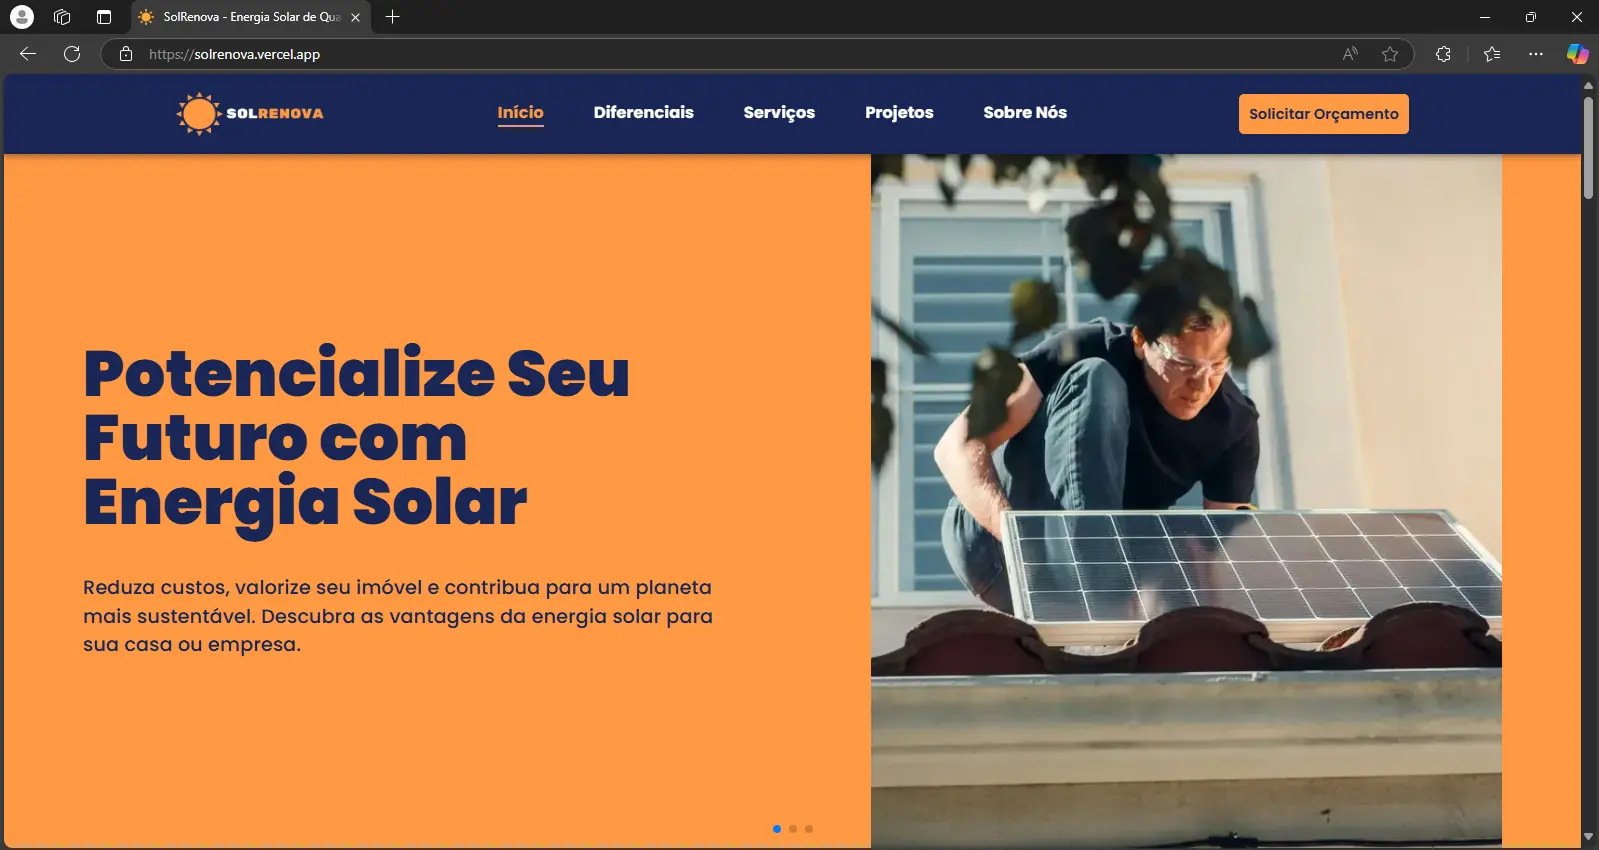 SolRenova - Energia Solar de Qua
https://solrenova.vercel.app
SOLRENOVA
Início
Diferenciais
Serviços
Projetos
Sobre Nós
Solicitar Orçamento
Potencialize Seu
Futuro com
Energia Solar
Reduza custos, valorize seu imóvel e contribua para um planeta
mais sustentável. Descubra as vantagens da energia solar para
sua casa ou empresa.